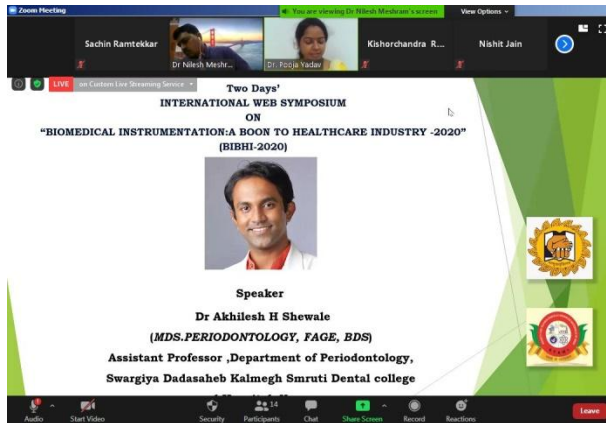 Zoom Meeting
You are viewing Dr Nilesh Meshram's screen
View Options
Sachin Ramtekkar
Dr Nilesh Meshr...
Dr. Pooja Yadav
Kishorchandra R...
Nishit Jain
LIVE
on Custom Live Streaming Service
Two Days'
INTERNATIONAL WEB SYMPOSIUM
ON
“BIOMEDICAL INSTRUMENTATION:A BOON TO HEALTHCARE INDUSTRY -2020”
(BIBHI-2020)
Speaker
Dr Akhilesh H Shewale
(MDS.PERIODONTOLOGY, FAGE, BDS)
Assistant Professor ,Department of Periodontology,
Swargiya Dadasaheb Kalmegh Smruti Dental college
Audio
Start Video
Security
Participants
14
Chat
Share Screen
Record
Reactions
Leave